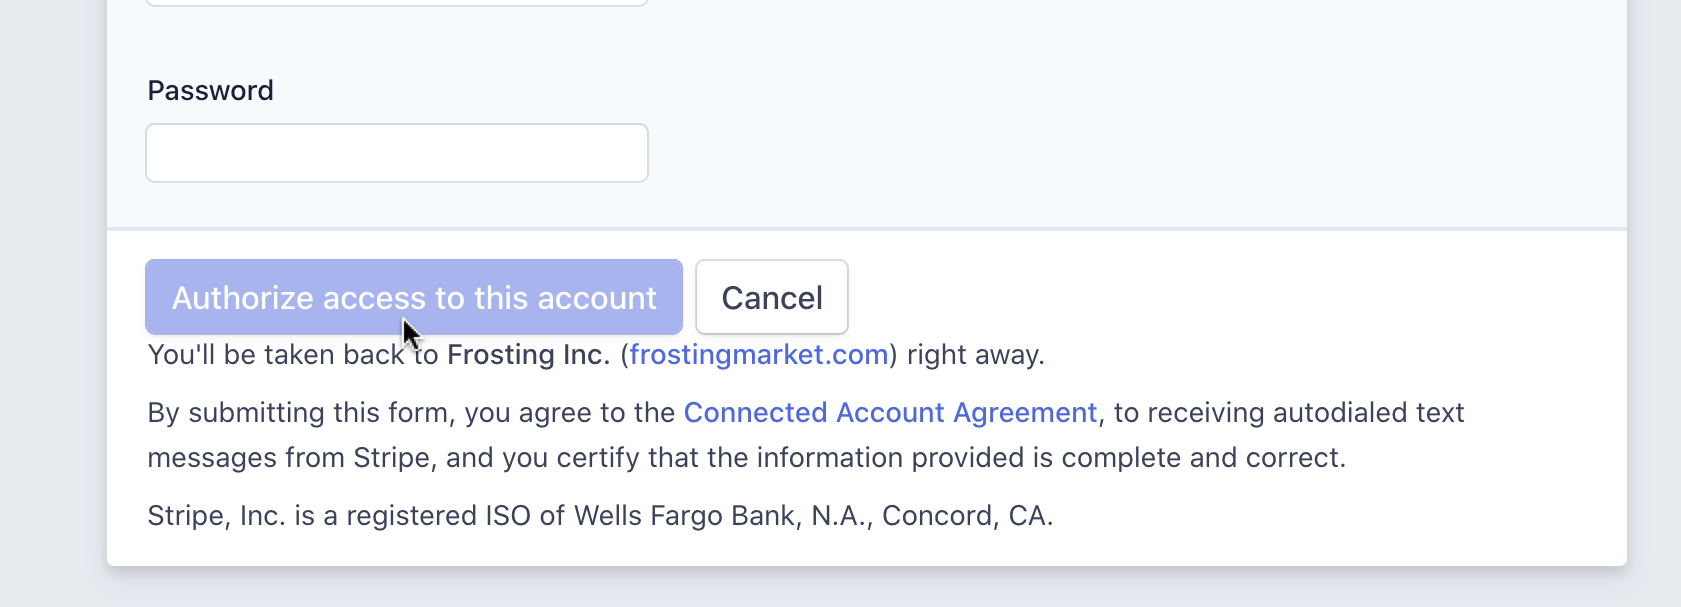 Password
Authorize access to this account
Cancel
You'll be taken back to Frosting Inc. (frostingmarket.com) right away.
By submitting this form, you agree to the Connected Account Agreement, to receiving autodialed text
messages from Stripe, and you certify that the information provided is complete and correct.
Stripe, Inc. is a registered ISO of Wells Fargo Bank, N.A., Concord, CA.